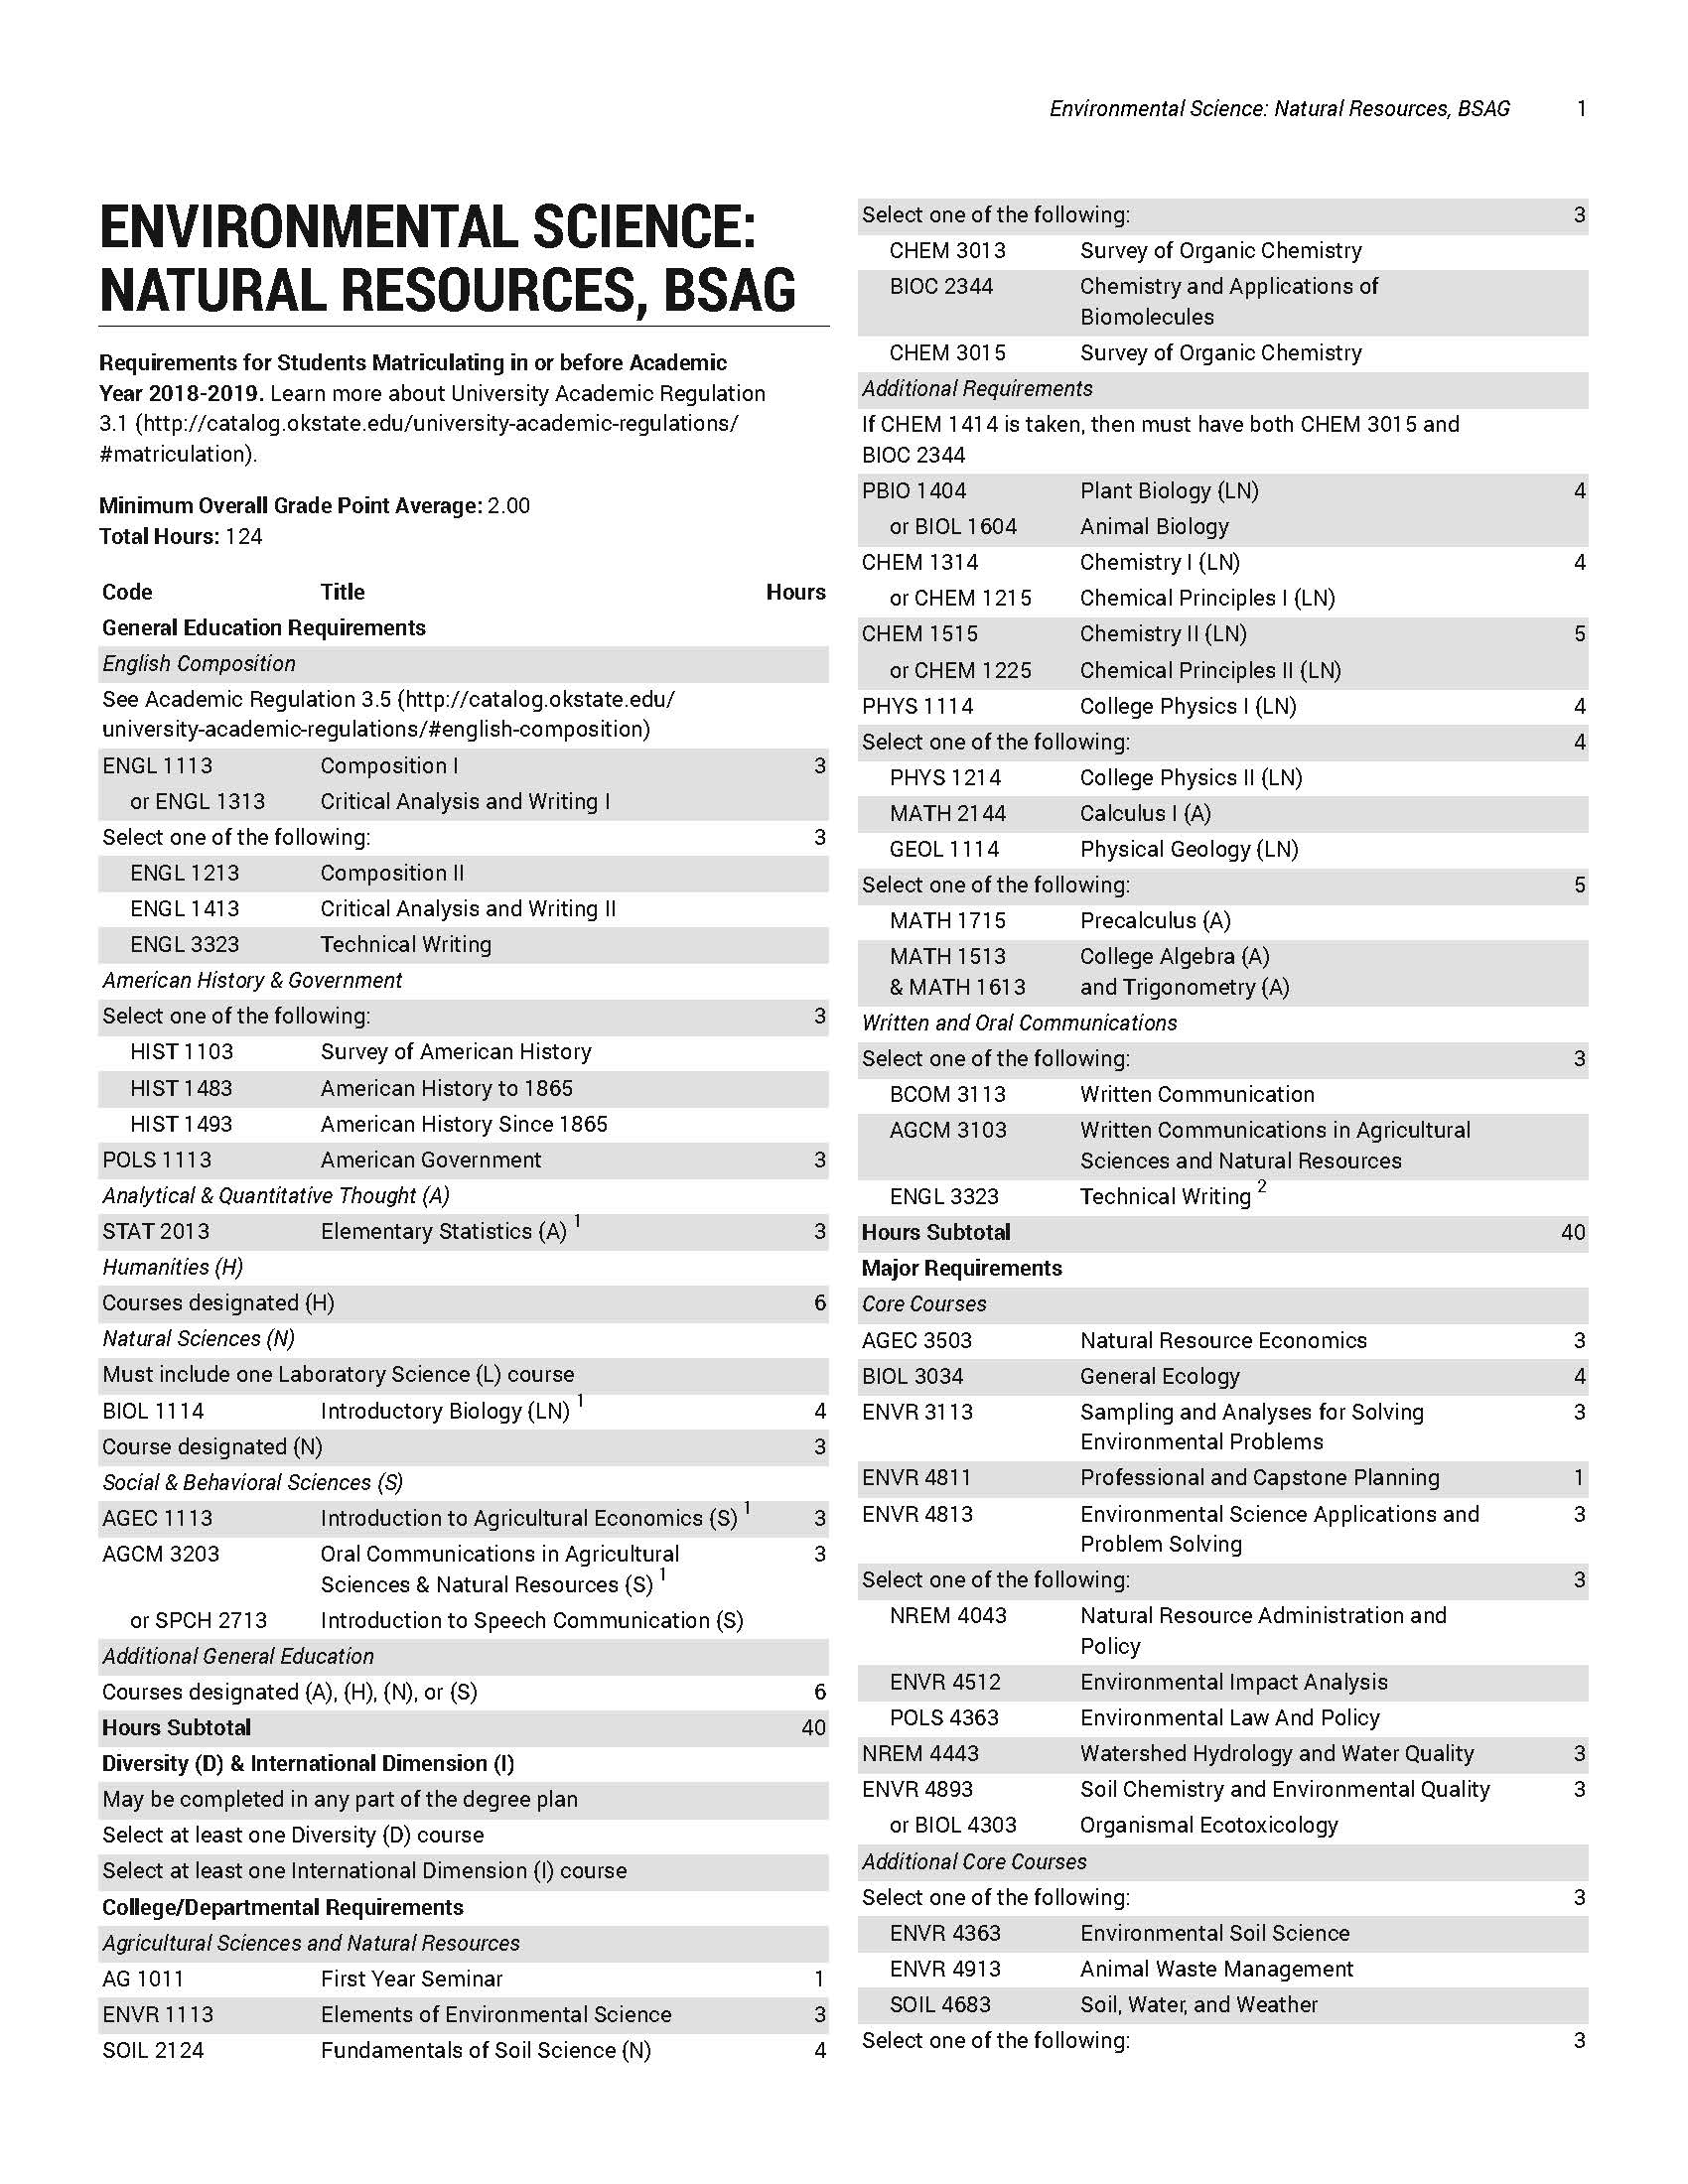 Environmental Science: Natural Resources, BSAG 1
ENVIRONMENTAL SCIENCE:
NATURAL RESOURCES, BSAG
Requirements for Students Matriculating in or before Academic
Year 2018-2019. Learn more about University Academic Regulation
3.1 (http://catalog.okstate.edu/university-academic-regulations/
#matriculation).
Minimum Overall Grade Point Average: 2.00
Total Hours: 124
Code Title Hours
General Education Requirements
English Composition
See Academic Regulation 3.5 (http://catalog.okstate.edu/
university-academic-regulations/#english-composition)
ENGL 1113 Composition I 3
or ENGL 1313 Critical Analysis and Writing I
Select one of the following: 3
ENGL 1213 Composition II
ENGL 1413 Critical Analysis and Writing II
ENGL 3323 Technical Writing
American History & Government
Select one of the following: 3
HIST 1103 Survey of American History
HIST 1483 American History to 1865
HIST 1493 American History Since 1865
POLS 1113 American Government 3
Analytical & Quantitative Thought (A)
STAT 2013 Elementary Statistics (A) 1 3
Humanities (H)
Courses designated (H) 6
Natural Sciences (N)
Must include one Laboratory Science (L) course
BIOL 1114 Introductory Biology (LN) 1 4
Course designated (N) 3
Social & Behavioral Sciences (S)
AGEC 1113 Introduction to Agricultural Economics (S) 1 3
AGCM 3203 Oral Communications in Agricultural 3
Sciences & Natural Resources (S) 1
or SPCH 2713 Introduction to Speech Communication (S)
Additional General Education
Courses designated (A), (H), (N), or (S) 6
Hours Subtotal 40
Diversity (D) & International Dimension (I)
May be completed in any part of the degree plan
Select at least one Diversity (D) course
Select at least one International Dimension (I) course
College/Departmental Requirements
Agricultural Sciences and Natural Resources
AG 1011 First Year Seminar 1
ENVR 1113 Elements of Environmental Science 3
SOIL 2124 Fundamentals of Soil Science (N) 4
Select one of the following: 3
CHEM 3013 Survey of Organic Chemistry
BIOC 2344 Chemistry and Applications of
Biomolecules
CHEM 3015 Survey of Organic Chemistry
Additional Requirements
If CHEM 1414 is taken, then must have both CHEM 3015 and
BIOC 2344
PBIO 1404 Plant Biology (LN) 4
or BIOL 1604 Animal Biology
CHEM 1314 Chemistry I (LN) 4
or CHEM 1215 Chemical Principles I (LN)
CHEM 1515 Chemistry II (LN) 5
or CHEM 1225 Chemical Principles II (LN)
PHYS 1114 College Physics I (LN) 4
Select one of the following: 4
PHYS 1214 College Physics II (LN)
MATH 2144 Calculus I (A)
GEOL 1114 Physical Geology (LN)
Select one of the following: 5
MATH 1715 Precalculus (A)
MATH 1513 College Algebra (A)
& MATH 1613 and Trigonometry (A)
Written and Oral Communications
Select one of the following: 3
BCOM 3113 Written Communication
AGCM 3103 Written Communications in Agricultural
Sciences and Natural Resources
ENGL 3323 Technical Writing 2
Hours Subtotal 40
Major Requirements
Core Courses
AGEC 3503 Natural Resource Economics 3
BIOL 3034 General Ecology 4
ENVR 3113 Sampling and Analyses for Solving 3
Environmental Problems
ENVR 4811 Professional and Capstone Planning 1
ENVR 4813 Environmental Science Applications and 3
Problem Solving
Select one of the following: 3
NREM 4043 Natural Resource Administration and
Policy
ENVR 4512 Environmental Impact Analysis
POLS 4363 Environmental Law And Policy
NREM 4443 Watershed Hydrology and Water Quality 3
ENVR 4893 Soil Chemistry and Environmental Quality 3
or BIOL 4303 Organismal Ecotoxicology
Additional Core Courses
Select one of the following: 3
ENVR 4363 Environmental Soil Science
ENVR 4913 Animal Waste Management
SOIL 4683 Soil, Water, and Weather
Select one of the following: 3